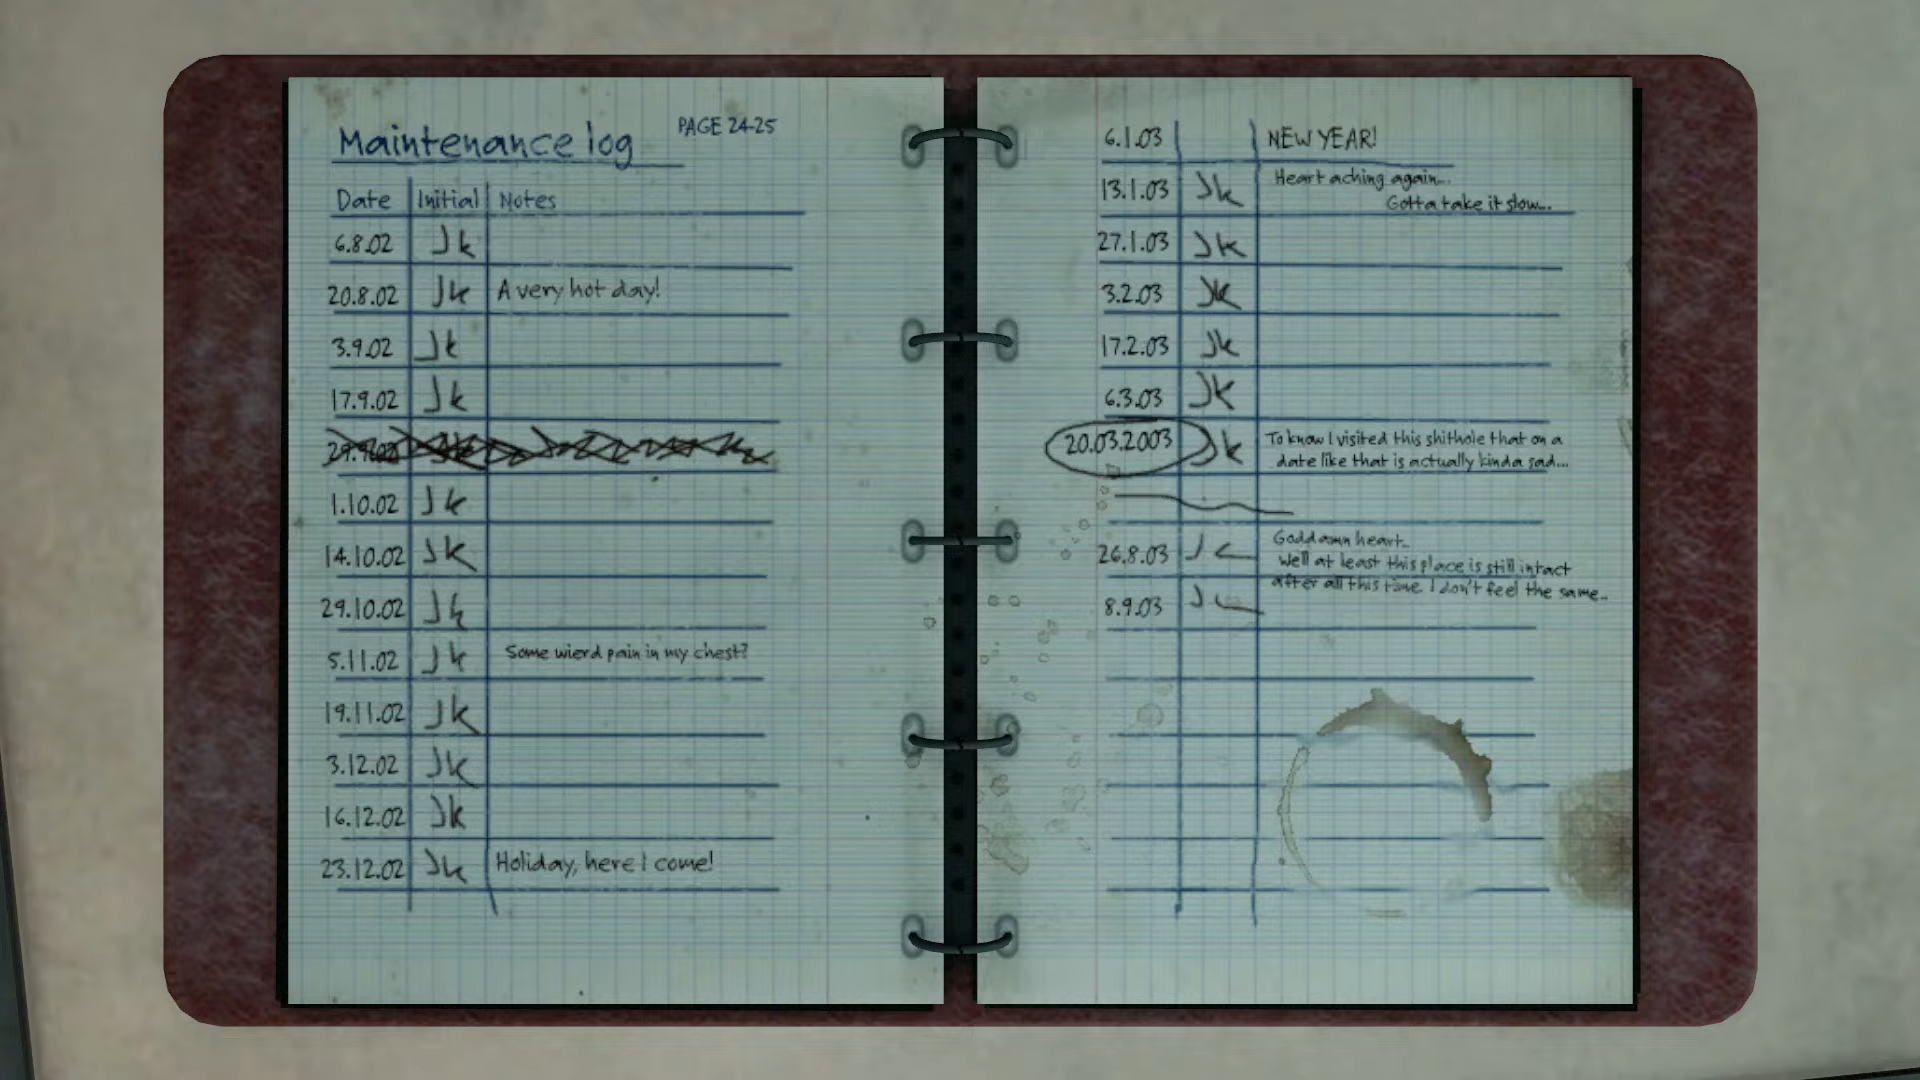 Maintenance log PAGE 24-25
Date Initial Notes
6.8.02 Jk
20.8.02 Jk A very hot day!
3.9.02 Jk
17.9.02 Jk
1.10.02 Jk
14.10.02 Jk
29.10.02 Jk
5.11.02 Jk Some wierd pain in my chest?
19.11.02 Jk
3.12.02 Jk
16.12.02 Jk
23.12.02 Jk Holiday, here I come!
6.1.03 NEW YEAR!
13.1.03 Jk Heart aching again...
Gotta take it slow...
27.1.03 Jk
3.2.03 Jk
17.2.03 Jk
6.3.03 Jk
20.03.2003 Jk To know I visited this shithole that on a
date like that is actually kinda sad...
26.8.03 Goddamn heart..
Well at least this place is still intact
after all this time. I don't feel the same..
8.9.03